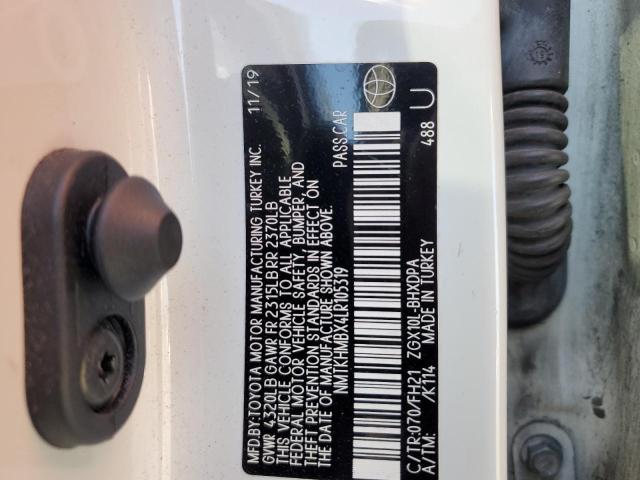 MFD.BY:TOYOTA MOTOR MANUFACTURING TURKEY INC. 11/19
GVWR 4320LB GAWR FR 2315LB RR 2370LB
THIS VEHICLE CONFORMS TO ALL APPLICABLE
FEDERAL MOTOR VEHICLE SAFETY, BUMPER, AND
THEFT PREVENTION STANDARDS IN EFFECT ON
THE DATE OF MANUFACTURE SHOWN ABOVE.
NMTKHMBX4LR105319 PASS.CAR
C/TR:070/FH21 ZGX10L-BHXDPA 488 U
A/TM: /K114 MADE IN TURKEY